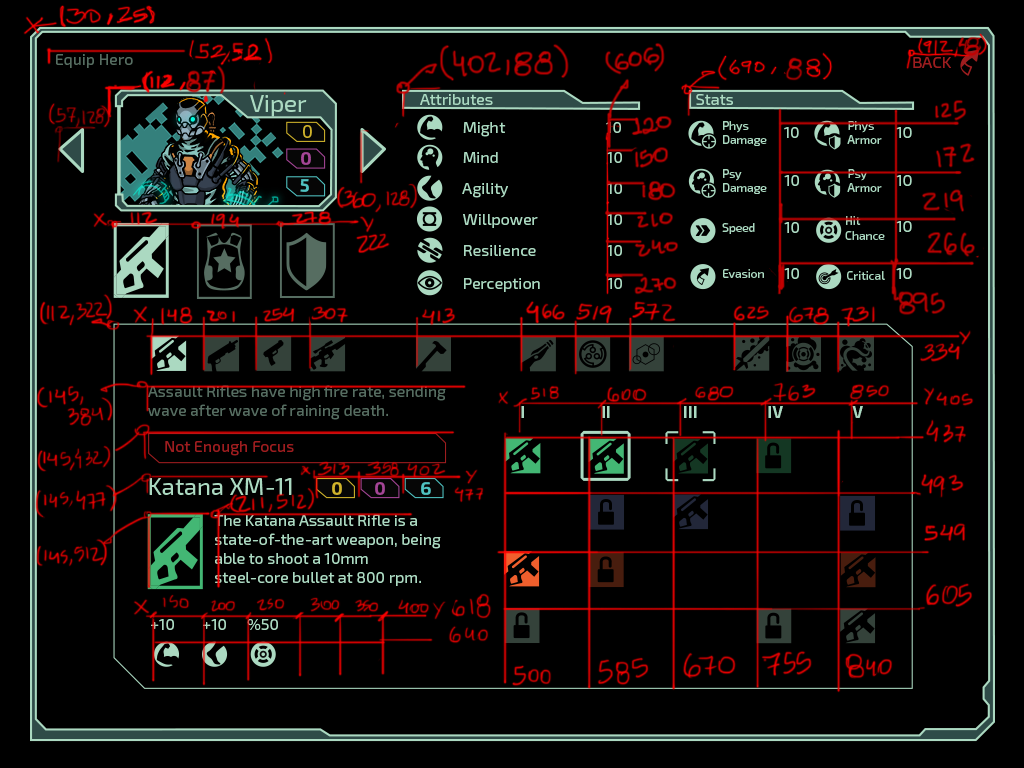 (30,25)
Equip Hero
(52,52)
(912,48)
BACK
(112,87)
(57,128)
Viper
0
0
5
(360,128)
(402,88)
(606)
Attributes
Might 10 120
Mind 10 150
Agility 10 180
Willpower 10 210
Resilience 10 240
Perception 10 270
(690,88)
Stats
Phys Damage 10 Phys Armor 10 125
Psy Damage 10 Psy Armor 10 172
Speed 10 Hit Chance 10 219
Evasion 10 Critical 10 266
895
X 112 194 278 Y
222
(112,322)
X 148 201 254 307 413 466 519 572 625 678 731 Y
334
(145,384)
Assault Rifles have high fire rate, sending
wave after wave of raining death.
(145,432)
Not Enough Focus
X 313 358 402 Y
477
(145,477)
Katana XM-11 0 0 6
(211,512)
(145,512)
The Katana Assault Rifle is a
state-of-the-art weapon, being
able to shoot a 10mm
steel-core bullet at 800 rpm.
X 150 200 250 300 350 400 Y 618
+10 +10 %50
640
X 518 600 680 763 850 Y 405
I II III IV V
437
493
549
605
500 585 670 755 840